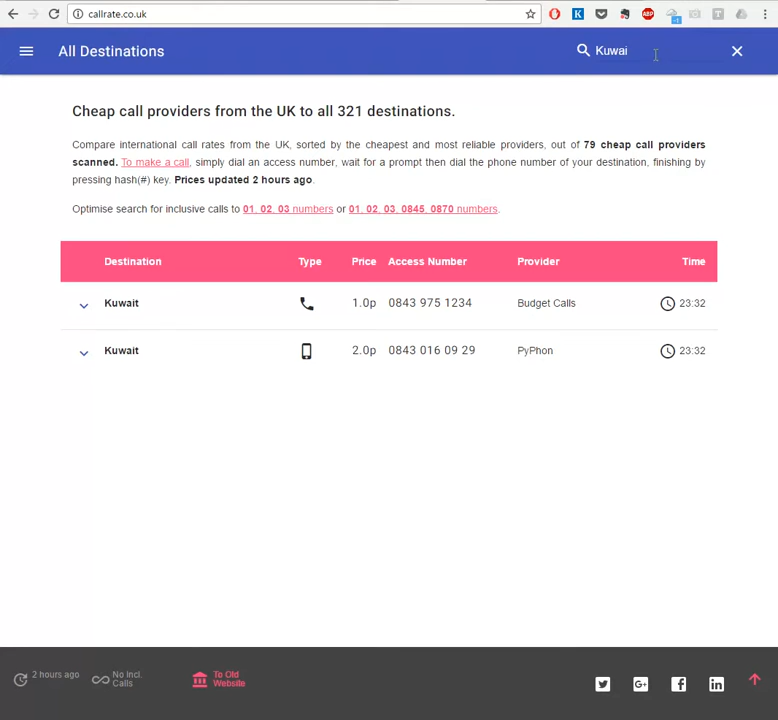 callrate.co.uk
All Destinations
Kuwai
Cheap call providers from the UK to all 321 destinations.
Compare international call rates from the UK, sorted by the cheapest and most reliable providers, out of 79 cheap call providers
scanned. To make a call, simply dial an access number, wait for a prompt then dial the phone number of your destination, finishing by
pressing hash(#) key. Prices updated 2 hours ago.
Optimise search for inclusive calls to 01, 02, 03 numbers or 01, 02, 03, 0845, 0870 numbers.
Destination Type Price Access Number Provider Time
Kuwait 1.0p 0843 975 1234 Budget Calls 23:32
Kuwait 2.0p 0843 016 09 29 PyPhon 23:32
2 hours ago
No Incl.
Calls
To Old
Website